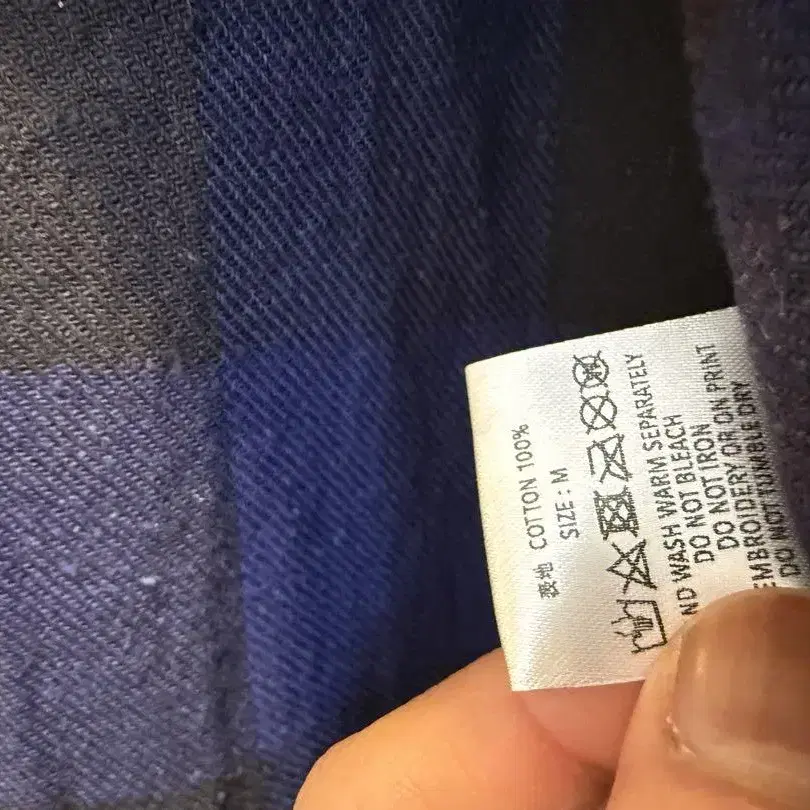 表地 COTTON 100%
SIZE : M
ND WASH WARM SEPARATELY
DO NOT BLEACH
DO NOT IRON
EMBROIDERY OR ON PRINT
DO NOT TUMBLE DRY